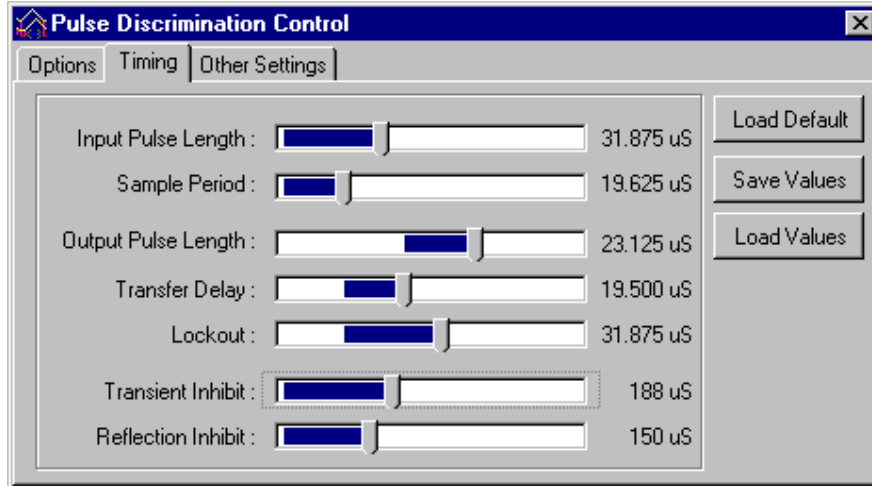 Pulse Discrimination Control
Options Timing Other Settings
Input Pulse Length : 31.875 uS
Sample Period : 19.625 uS
Output Pulse Length : 23.125 uS
Transfer Delay : 19.500 uS
Lockout : 31.875 uS
Transient Inhibit : 188 uS
Reflection Inhibit : 150 uS
Load Default
Save Values
Load Values